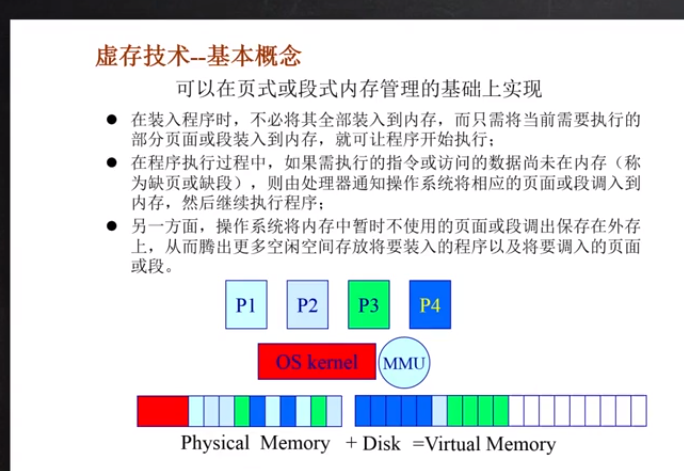 虚存技术--基本概念
可以在页式或段式内存管理的基础上实现
● 在装入程序时，不必将其全部装入到内存，而只需将当前需要执行的
部分页面或段装入到内存，就可让程序开始执行；
● 在程序执行过程中，如果需执行的指令或访问的数据尚未在内存（称
为缺页或缺段），则由处理器通知操作系统将相应的页面或段调入到
内存，然后继续执行程序；
● 另一方面，操作系统将内存中暂时不使用的页面或段调出保存在外存
上，从而腾出更多空闲空间存放将要装入的程序以及将要调入的页面
或段。
P1 P2 P3 P4
OS kernel MMU
Physical Memory + Disk =Virtual Memory